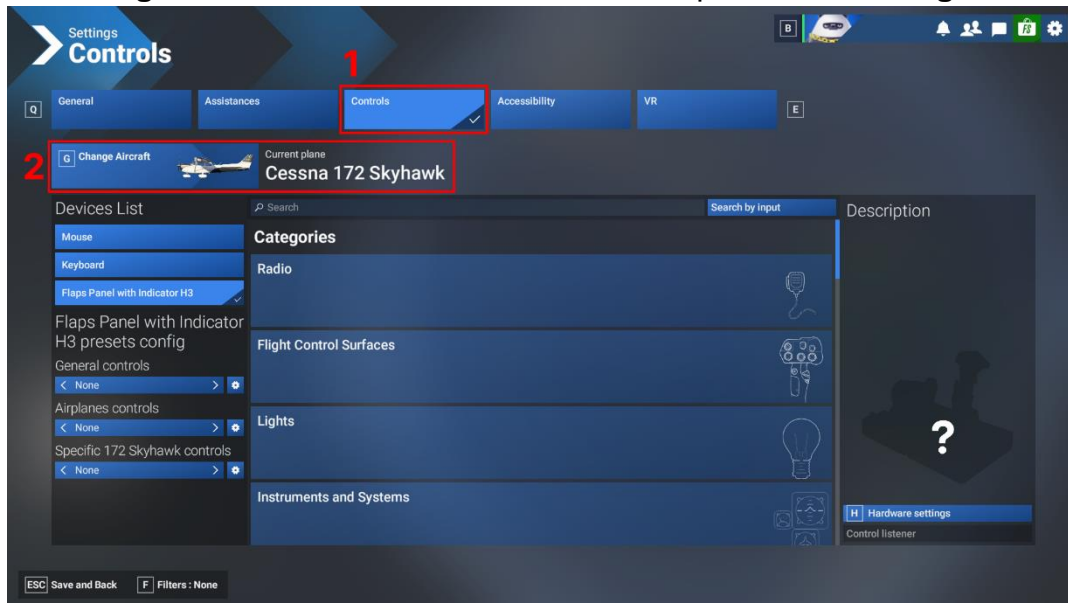 Settings
Controls
B
FS
1
Q
General
Assistances
Controls
Accessibility
VR
E
2
G Change Aircraft
Current plane
Cessna 172 Skyhawk
Devices List
Search
Search by input
Description
Mouse
Categories
Keyboard
Radio
Flaps Panel with Indicator H3
Flaps Panel with Indicator
H3 presets config
Flight Control Surfaces
General controls
< None >
Airplanes controls
< None >
Lights
?
Specific 172 Skyhawk controls
< None >
Instruments and Systems
H Hardware settings
Control listener
ESC Save and Back
F Filters : None